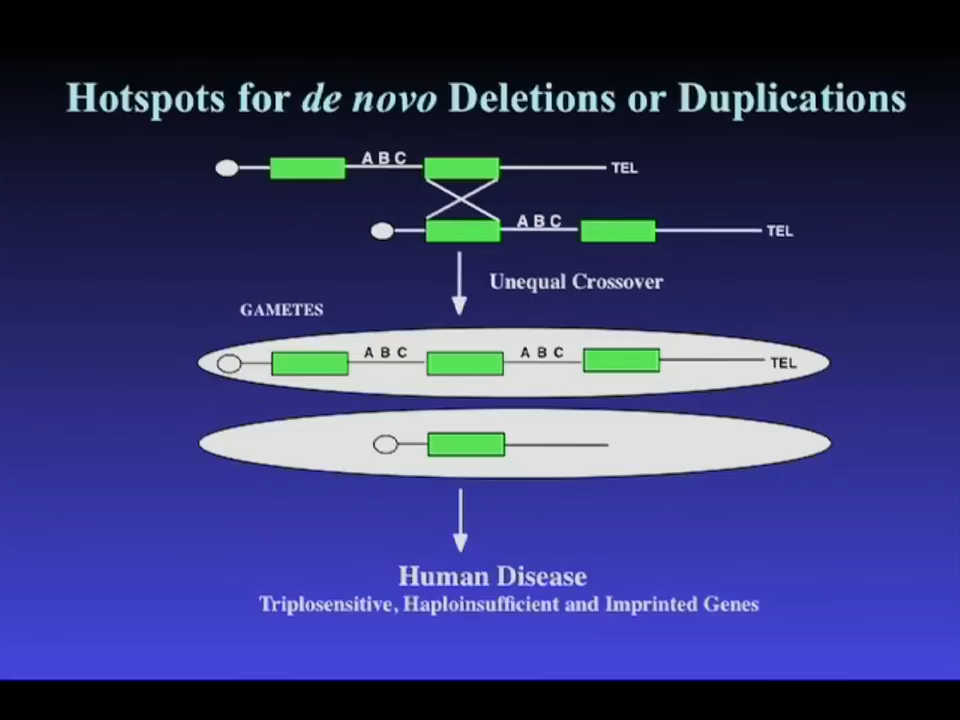 Hotspots for de novo Deletions or Duplications
A B C
TEL
A B C
TEL
Unequal Crossover
GAMETES
A B C
A B C
TEL
Human Disease
Triplosensitive, Haploinsufficient and Imprinted Genes